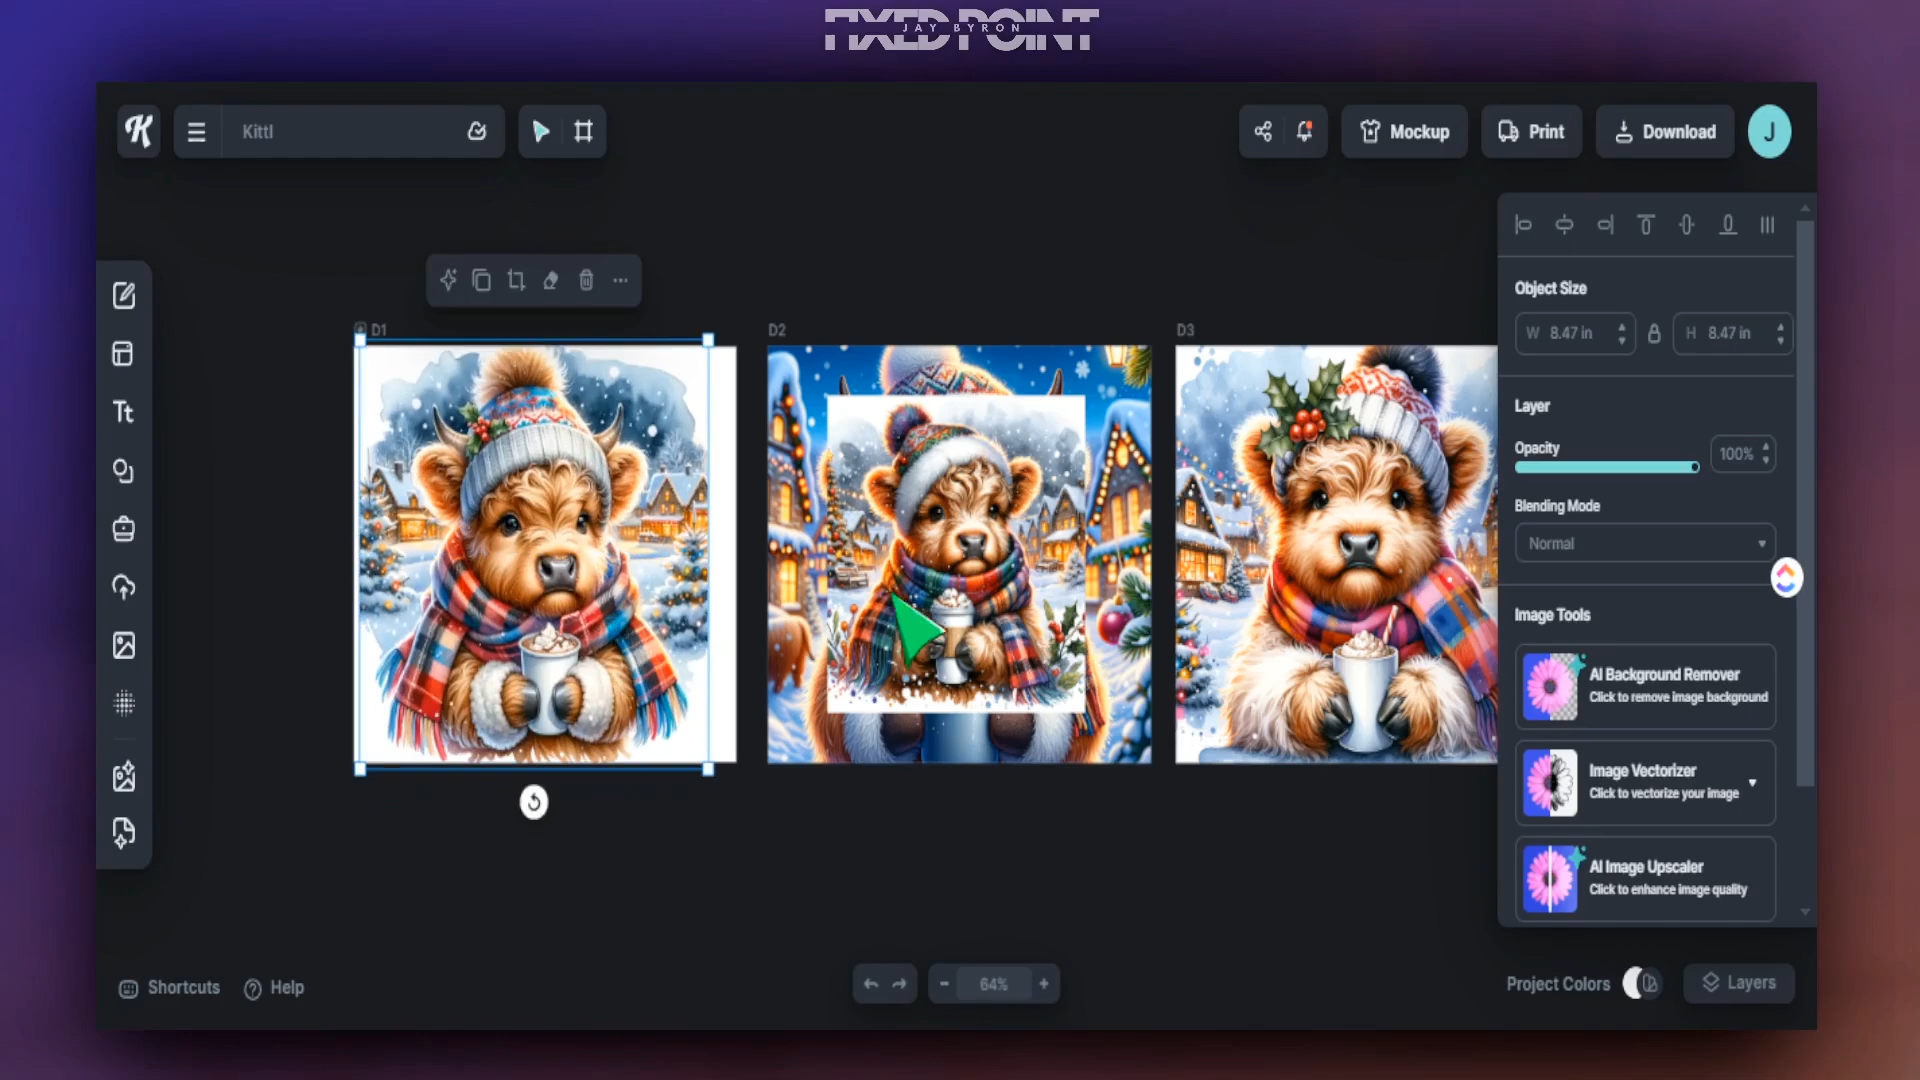 FIXED POINT
JAY BYRON
K
Kittl
Mockup
Print
Download
J
Object Size
W 8.47 in
H 8.47 in
Layer
Opacity
100%
Blending Mode
Normal
Image Tools
AI Background Remover
Click to remove image background
Image Vectorizer
Click to vectorize your image
AI Image Upscaler
Click to enhance image quality
Tt
D1
D2
D3
Shortcuts
Help
64%
Project Colors
Layers